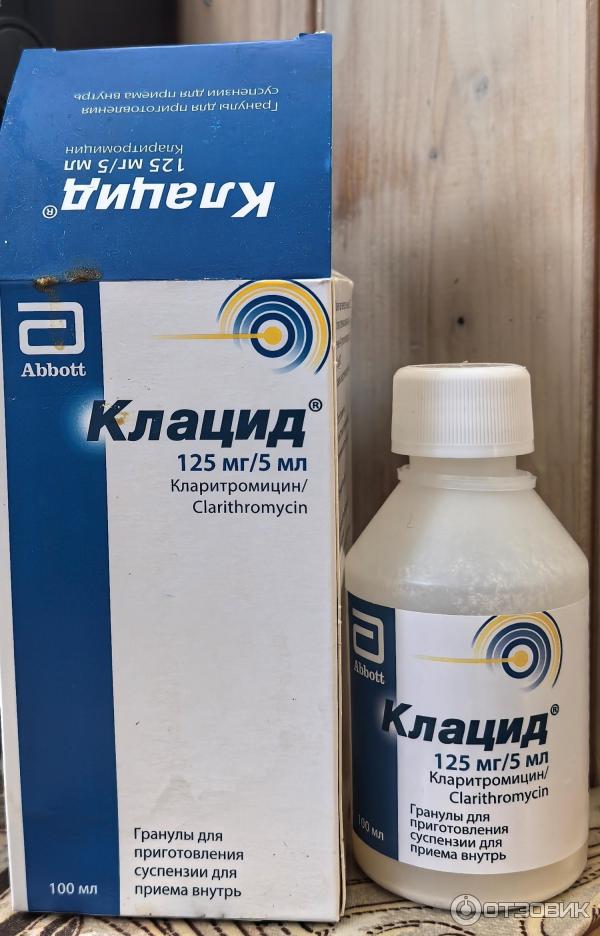 Гранулы для приготовления
суспензии для приема внутрь
Кларитромицин
125 мг/5 мл
Клацид®
Abbott
Клацид®
125 мг/5 мл
Кларитромицин/
Clarithromycin
Гранулы для
приготовления
суспензии для
приема внутрь
100 мл
Abbott
Клацид®
125 мг/5 мл
Кларитромицин/
Clarithromycin
Гранулы для
приготовления
суспензии для
приема внутрь
100 мл
ОТЗОВИК